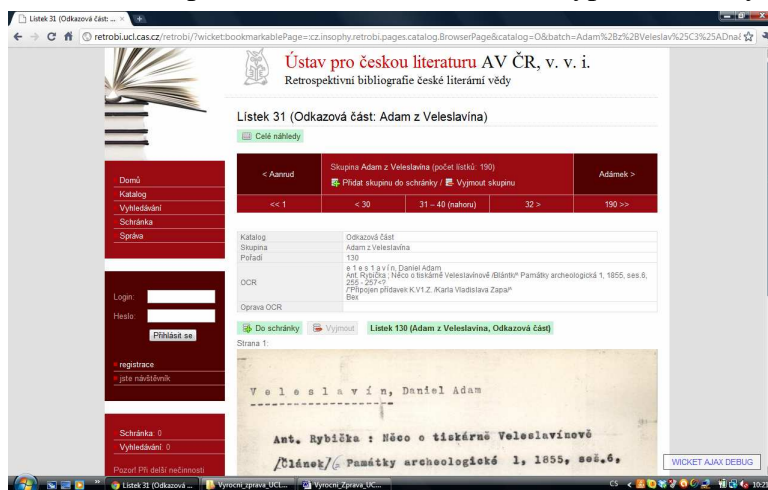 Lístek 31 (Odkazová část: ...
retrobi.ucl.cas.cz/retrobi/?wicket:bookmarkablePage=:cz.insophy.retrobi.pages.catalog.BrowserPage&catalog=O&batch=Adam%2Bz%2BVeleslav%25C3%25ADna&
Ústav pro českou literaturu AV ČR, v. v. i.
Retrospektivní bibliografie české literární vědy
Lístek 31 (Odkazová část: Adam z Veleslavína)
Celé náhledy
< Aanrud
Skupina Adam z Veleslavína (počet lístků: 190)
Přidat skupinu do schránky / Vyjmout skupinu
Adámek >
<< 1 < 30 31 – 40 (nahoru) 32 > 190 >>
Domů
Katalog
Vyhledávání
Schránka
Správa
Katalog Odkazová část
Skupina Adam z Veleslavína
Pořadí 130
OCR
e l e s l a v í n, Daniel Adam
Ant. Rybička ; Něco o tiskárně Veleslavínově /Blántki^ Památky archeologická 1, 1855, ses.6,
255 - 257<?
/"Připojen přídavek K.V1.Z. /Karla Vladislava Zapa/^
Bex
Oprava OCR
Login:
Heslo:
Přihlásit se
registrace
jste návštěvník
Do schránky Vyjmout Lístek 130 (Adam z Veleslavína, Odkazová část)
Strana 1:
V e l e s l a v í n, Daniel Adam
Ant. Rybička : Něco o tiskárně Veleslavínově
/Článek/ Památky archeologické 1, 1855, ses.6,
Schránka: 0
Vyhledávání: 0
Pozor! Při delší nečinnosti
WICKET AJAX DEBUG
Lístek 31 (Odkazová ... Vyrocni_zprava_UCL... Vyrocni_Zprava_UC... CS 10:21